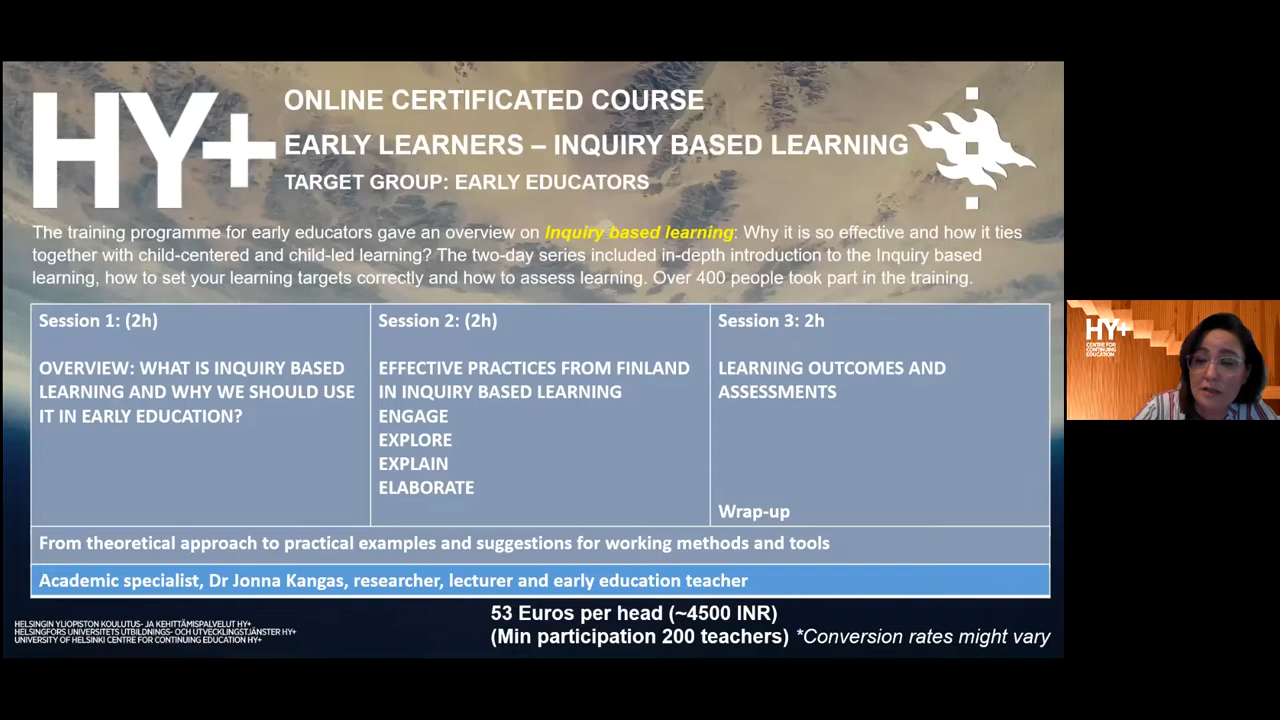 HY+
ONLINE CERTIFICATED COURSE
EARLY LEARNERS – INQUIRY BASED LEARNING
TARGET GROUP: EARLY EDUCATORS
The training programme for early educators gave an overview on Inquiry based learning: Why it is so effective and how it ties
together with child-centered and child-led learning? The two-day series included in-depth introduction to the Inquiry based
learning, how to set your learning targets correctly and how to assess learning. Over 400 people took part in the training.
Session 1: (2h)
OVERVIEW: WHAT IS INQUIRY BASED
LEARNING AND WHY WE SHOULD USE
IT IN EARLY EDUCATION?
Session 2: (2h)
EFFECTIVE PRACTICES FROM FINLAND
IN INQUIRY BASED LEARNING
ENGAGE
EXPLORE
EXPLAIN
ELABORATE
Session 3: 2h
LEARNING OUTCOMES AND
ASSESSMENTS
Wrap-up
From theoretical approach to practical examples and suggestions for working methods and tools
Academic specialist, Dr Jonna Kangas, researcher, lecturer and early education teacher
53 Euros per head (~4500 INR)
(Min participation 200 teachers) *Conversion rates might vary
HELSINGIN YLIOPISTON KOULUTUS- JA KEHITTÄMISPALVELUT HY+
HELSINGFORS UNIVERSITETS UTBILDNINGS- OCH UTVECKLINGSTJÄNSTER HY+
UNIVERSITY OF HELSINKI CENTRE FOR CONTINUING EDUCATION HY+
HY+
CENTRE FOR
CONTINUING
EDUCATION